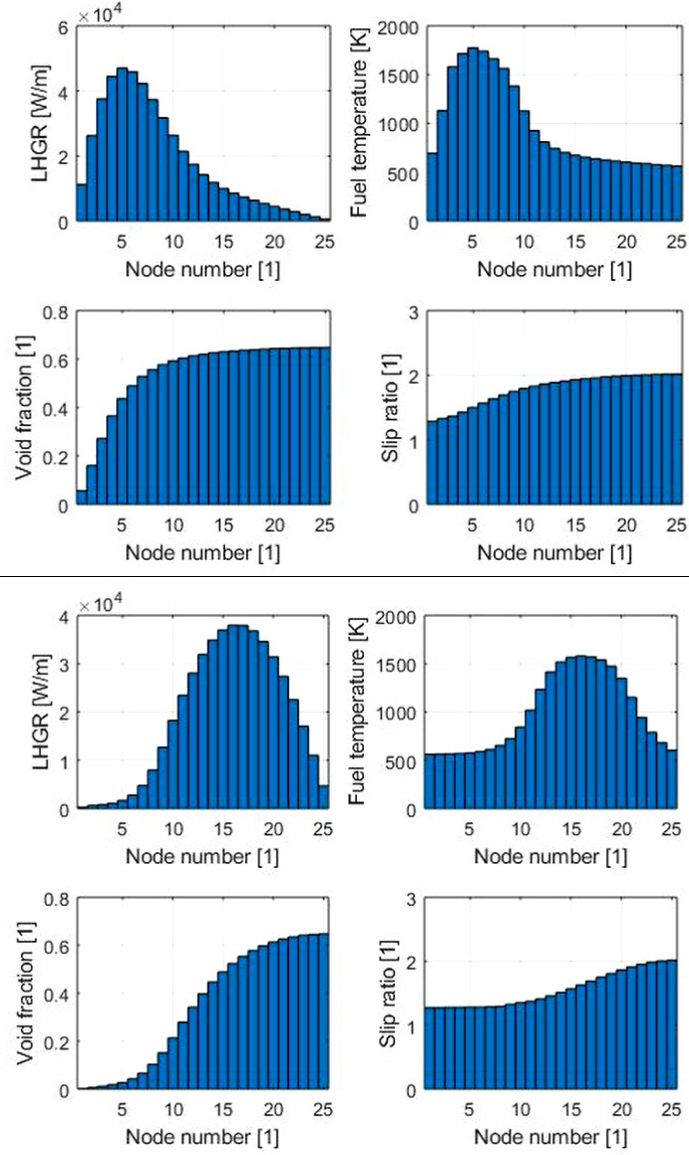 × 10⁴
6
4
2
0
LHGR [W/m]
5 10 15 20 25
Node number [1]
2000
1500
1000
500
0
Fuel temperature [K]
5 10 15 20 25
Node number [1]
0.8
0.6
0.4
0.2
0
Void fraction [1]
5 10 15 20 25
Node number [1]
3
2
1
0
Slip ratio [1]
5 10 15 20 25
Node number [1]
× 10⁴
4
3
2
1
0
LHGR [W/m]
5 10 15 20 25
Node number [1]
2000
1500
1000
500
0
Fuel temperature [K]
5 10 15 20 25
Node number [1]
0.8
0.6
0.4
0.2
0
Void fraction [1]
5 10 15 20 25
Node number [1]
3
2
1
0
Slip ratio [1]
5 10 15 20 25
Node number [1]